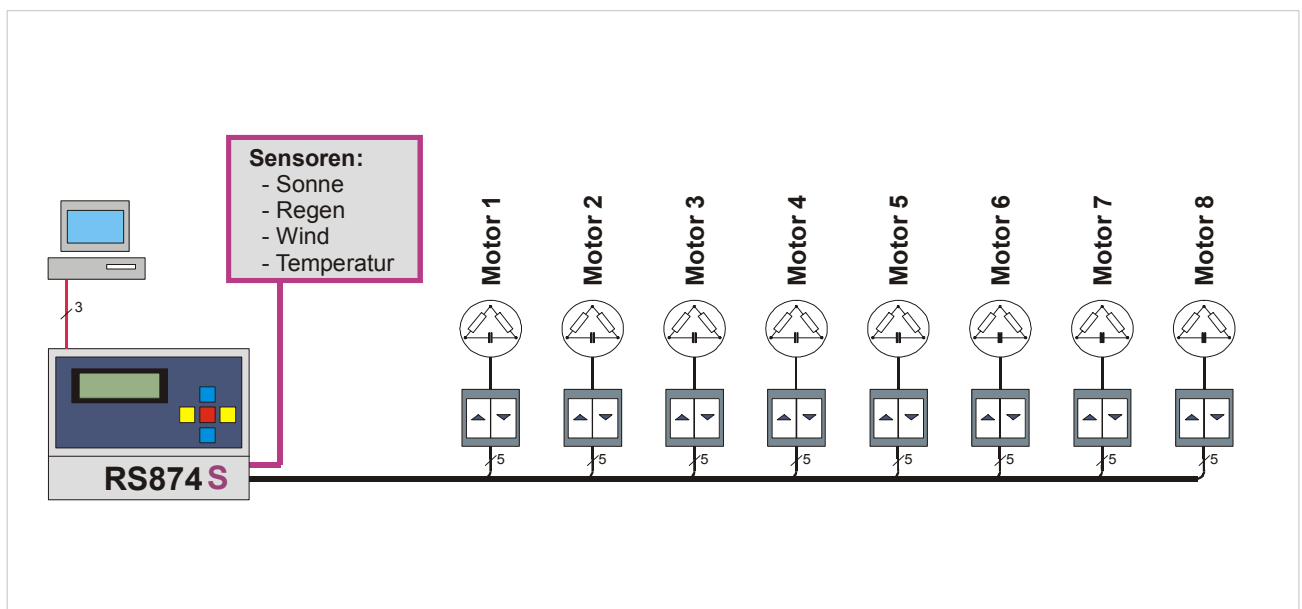 Sensoren:
- Sonne
- Regen
- Wind
- Temperatur
Motor 1
Motor 2
Motor 3
Motor 4
Motor 5
Motor 6
Motor 7
Motor 8
3
RS874 S
5
5
5
5
5
5
5
5